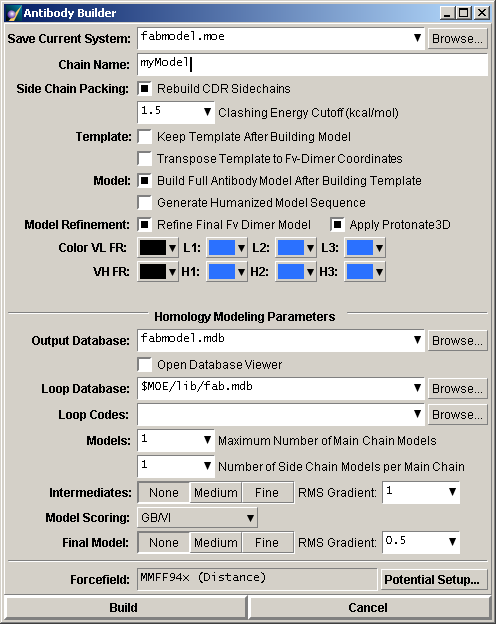 Antibody Builder
Save Current System: fabmodel.moe Browse...
Chain Name: myModel
Side Chain Packing: Rebuild CDR Sidechains
1.5 Clashing Energy Cutoff (kcal/mol)
Template: Keep Template After Building Model
Transpose Template to Fv-Dimer Coordinates
Model: Build Full Antibody Model After Building Template
Generate Humanized Model Sequence
Model Refinement: Refine Final Fv Dimer Model Apply Protonate3D
Color VL FR: L1: L2: L3:
VH FR: H1: H2: H3:
Homology Modeling Parameters
Output Database: fabmodel.mdb Browse...
Open Database Viewer
Loop Database: $MOE/lib/fab.mdb Browse...
Loop Codes: Browse...
Models: 1 Maximum Number of Main Chain Models
1 Number of Side Chain Models per Main Chain
Intermediates: None Medium Fine RMS Gradient: 1
Model Scoring: GB/VI
Final Model: None Medium Fine RMS Gradient: 0.5
Forcefield: MMFF94x (Distance) Potential Setup...
Build Cancel